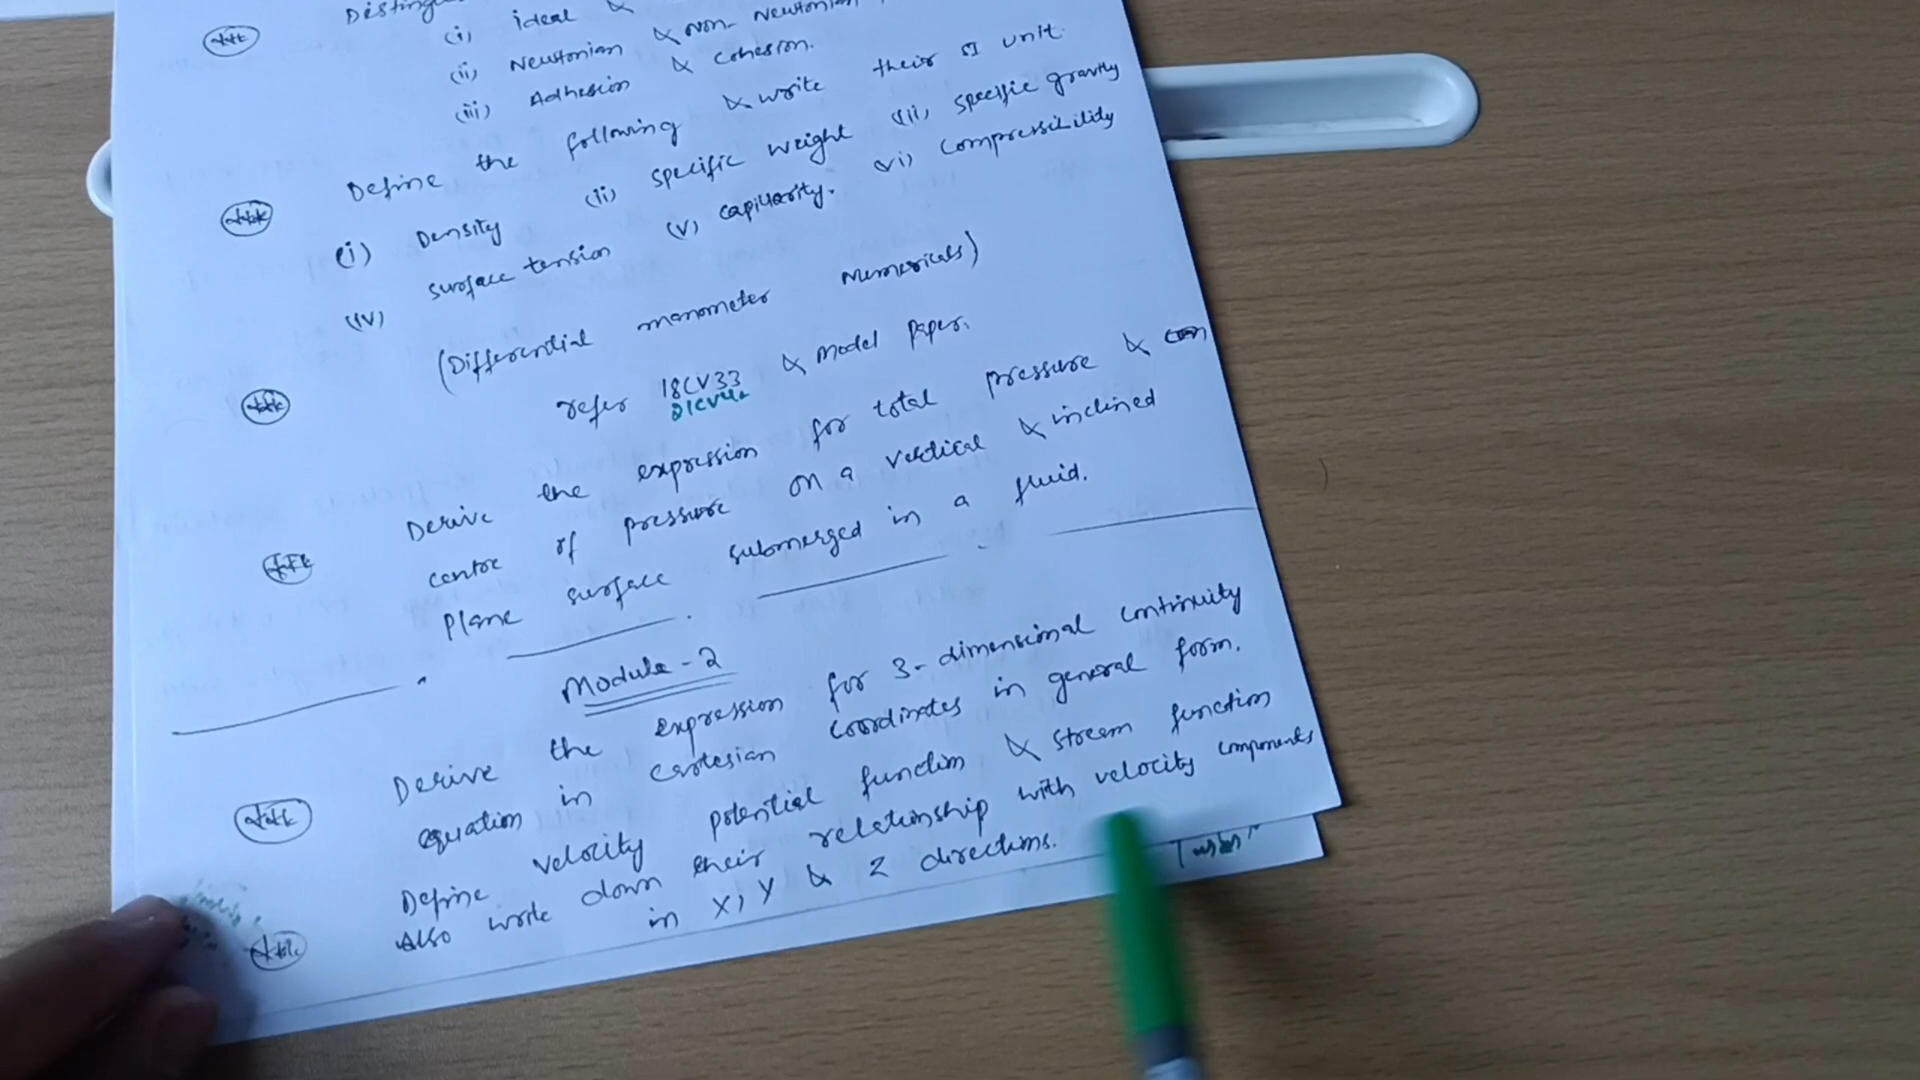 (i) ideal &
(ii) Newtonian & Non-Newtonian
(iii) Adhesion & Cohesion.
Define the following & write their SI unit.
(i) Density (ii) specific weight (iii) specific gravity
(iv) surface tension (v) capillarity. (vi) compressibility
(Differential manometer Numericals)
refer 18CV33 & Model Paper.
21CV42
Derive the expression for total pressure &
centre of pressure on a vertical & inclined
plane surface submerged in a fluid.
Module-2
Derive the expression for 3-dimensional continuity
equation in cartesian coordinates in general form.
Define velocity potential function & stream function
Also write down their relationship with velocity components
in X, Y & Z directions.